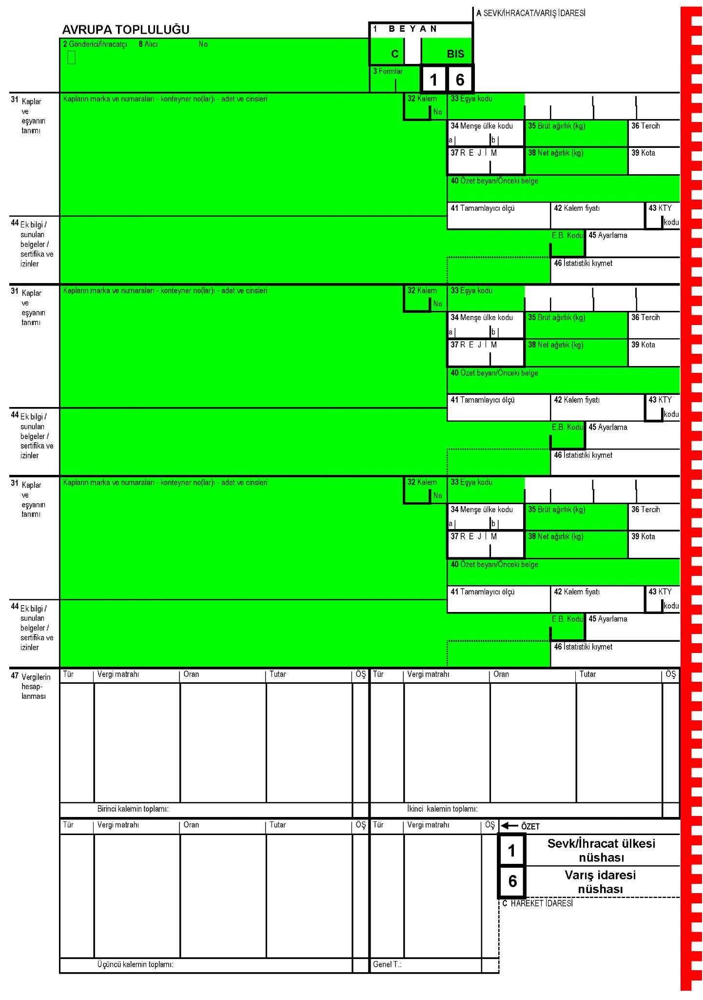 A SEVK/İHRACAT/VARIŞ İDARESİ
AVRUPA TOPLULUĞU
1 B E Y A N
2 Gönderici/İhracatçı 8 Alıcı No
C BIS
3 Formlar
1 6
31 Kaplar ve eşyanın tanımı
Kapların marka ve numaraları - konteyner no(lar)ı - adet ve cinsleri
32 Kalem No
33 Eşya kodu
34 Menşe ülke kodu
a b
35 Brüt ağırlık (kg)
36 Tercih
37 R E J İ M
38 Net ağırlık (kg)
39 Kota
40 Özet beyan/Önceki belge
41 Tamamlayıcı ölçü
42 Kalem fiyatı
43 KTY kodu
44 Ek bilgi / sunulan belgeler / sertifika ve izinler
E.B. Kodu
45 Ayarlama
46 İstatistiki kıymet
31 Kaplar ve eşyanın tanımı
Kapların marka ve numaraları - konteyner no(lar)ı - adet ve cinsleri
32 Kalem No
33 Eşya kodu
34 Menşe ülke kodu
a b
35 Brüt ağırlık (kg)
36 Tercih
37 R E J İ M
38 Net ağırlık (kg)
39 Kota
40 Özet beyan/Önceki belge
41 Tamamlayıcı ölçü
42 Kalem fiyatı
43 KTY kodu
44 Ek bilgi / sunulan belgeler / sertifika ve izinler
E.B. Kodu
45 Ayarlama
46 İstatistiki kıymet
31 Kaplar ve eşyanın tanımı
Kapların marka ve numaraları - konteyner no(lar)ı - adet ve cinsleri
32 Kalem No
33 Eşya kodu
34 Menşe ülke kodu
a b
35 Brüt ağırlık (kg)
36 Tercih
37 R E J İ M
38 Net ağırlık (kg)
39 Kota
40 Özet beyan/Önceki belge
41 Tamamlayıcı ölçü
42 Kalem fiyatı
43 KTY kodu
44 Ek bilgi / sunulan belgeler / sertifika ve izinler
E.B. Kodu
45 Ayarlama
46 İstatistiki kıymet
47 Vergilerin hesap-lanması
Tür Vergi matrahı Oran Tutar ÖŞ Tür Vergi matrahı Oran Tutar ÖŞ
Birinci kalemin toplamı: İkinci kalemin toplamı:
Tür Vergi matrahı Oran Tutar ÖŞ Tür Vergi matrahı ÖŞ ÖZET
1 Sevk/İhracat ülkesi
nüshası
6 Varış idaresi
nüshası
C HAREKET İDARESİ
Üçüncü kalemin toplamı: Genel T.: